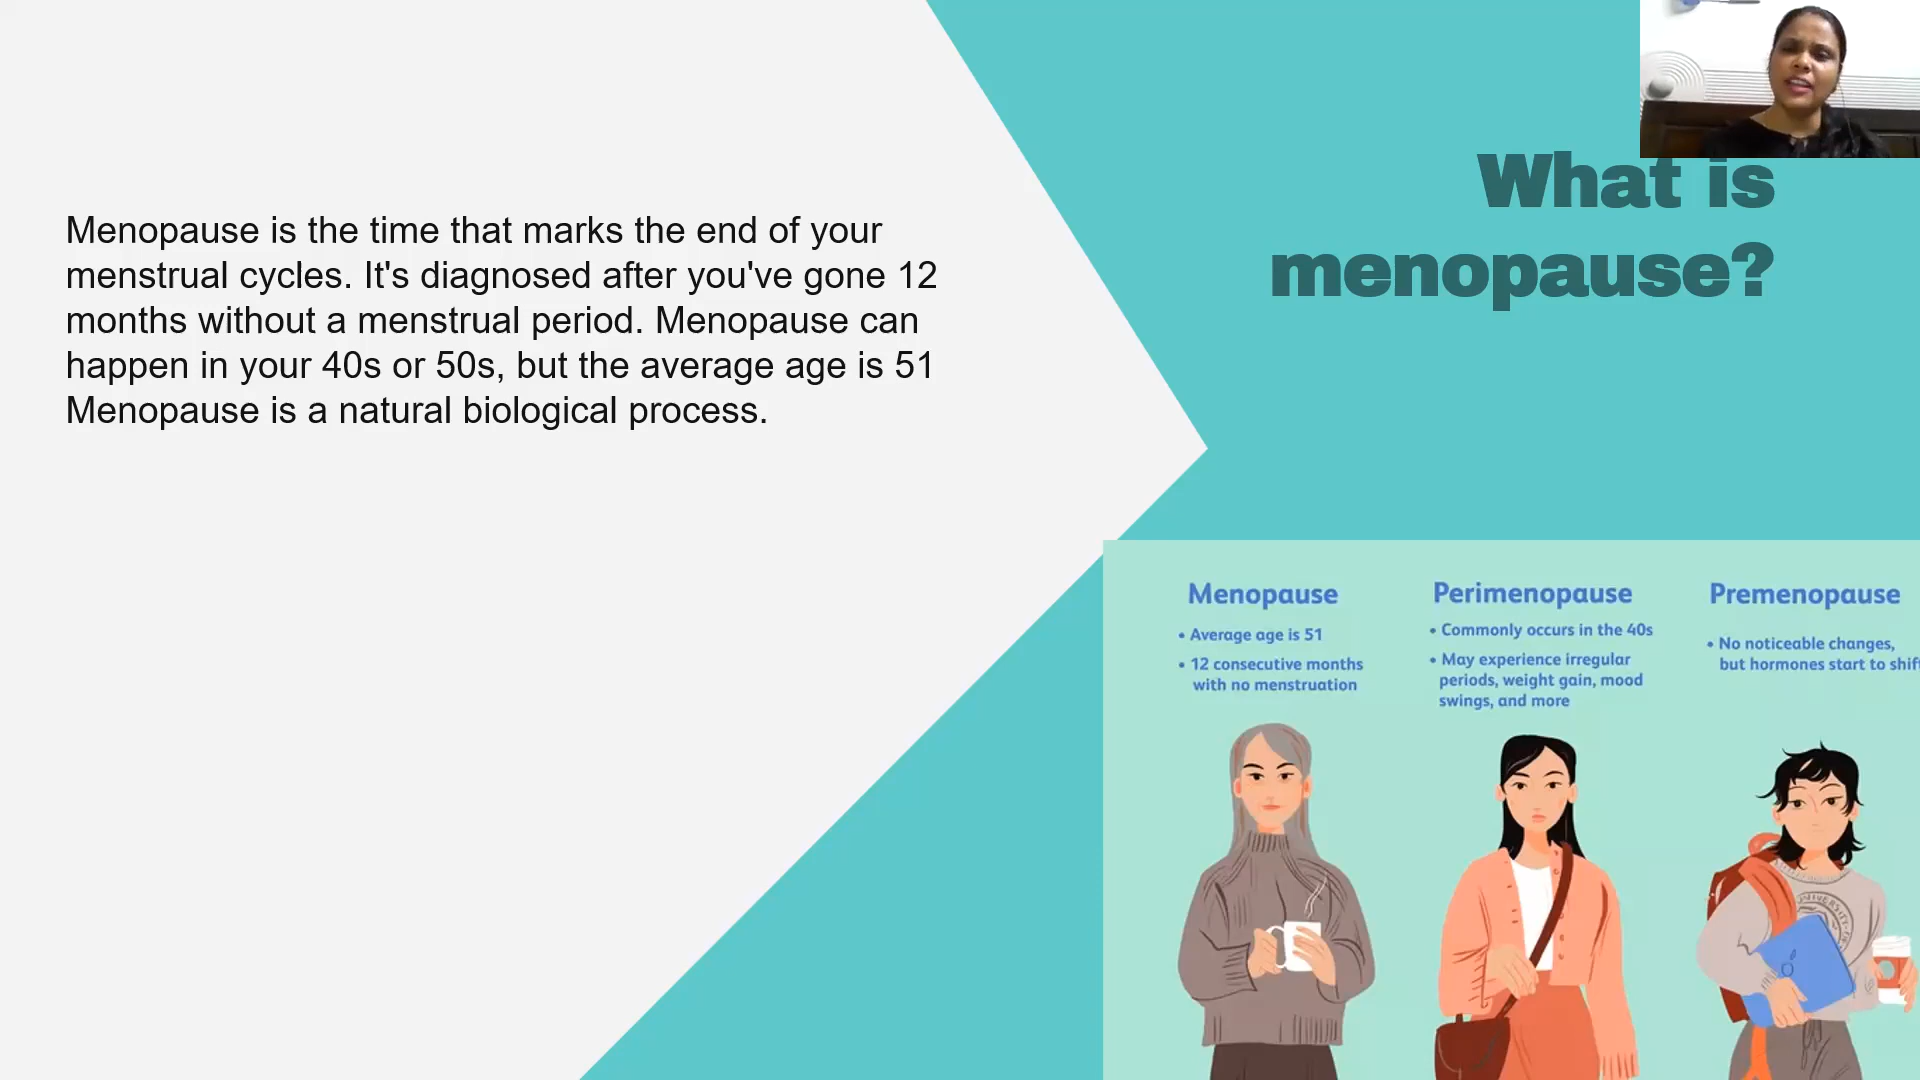 What is
menopause?
Menopause is the time that marks the end of your
menstrual cycles. It's diagnosed after you've gone 12
months without a menstrual period. Menopause can
happen in your 40s or 50s, but the average age is 51
Menopause is a natural biological process.
Menopause
• Average age is 51
• 12 consecutive months
with no menstruation
Perimenopause
• Commonly occurs in the 40s
• May experience irregular
periods, weight gain, mood
swings, and more
Premenopause
• No noticeable changes,
but hormones start to shift